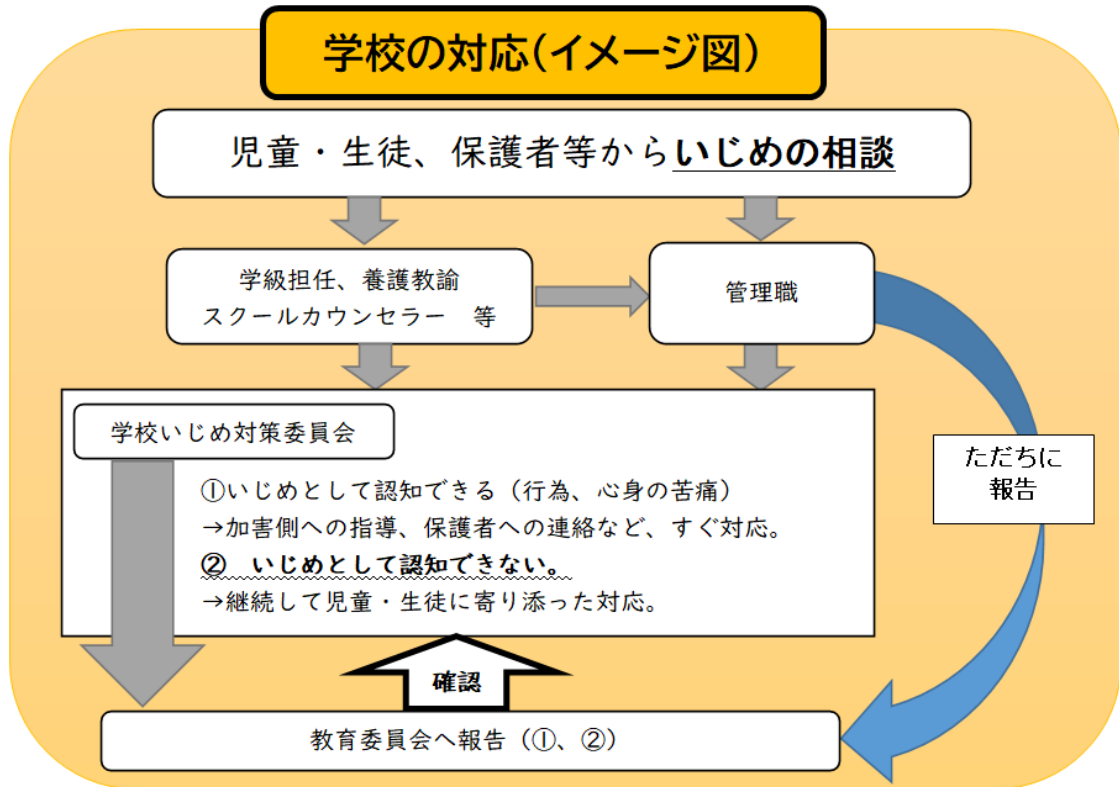 学校の対応(イメージ図)
児童・生徒、保護者等からいじめの相談
学級担任、養護教諭
スクールカウンセラー　等
管理職
学校いじめ対策委員会
①いじめとして認知できる（行為、心身の苦痛）
→加害側への指導、保護者への連絡など、すぐ対応。
②　いじめとして認知できない。
→継続して児童・生徒に寄り添った対応。
ただちに
報告
確認
教育委員会へ報告（①、②）